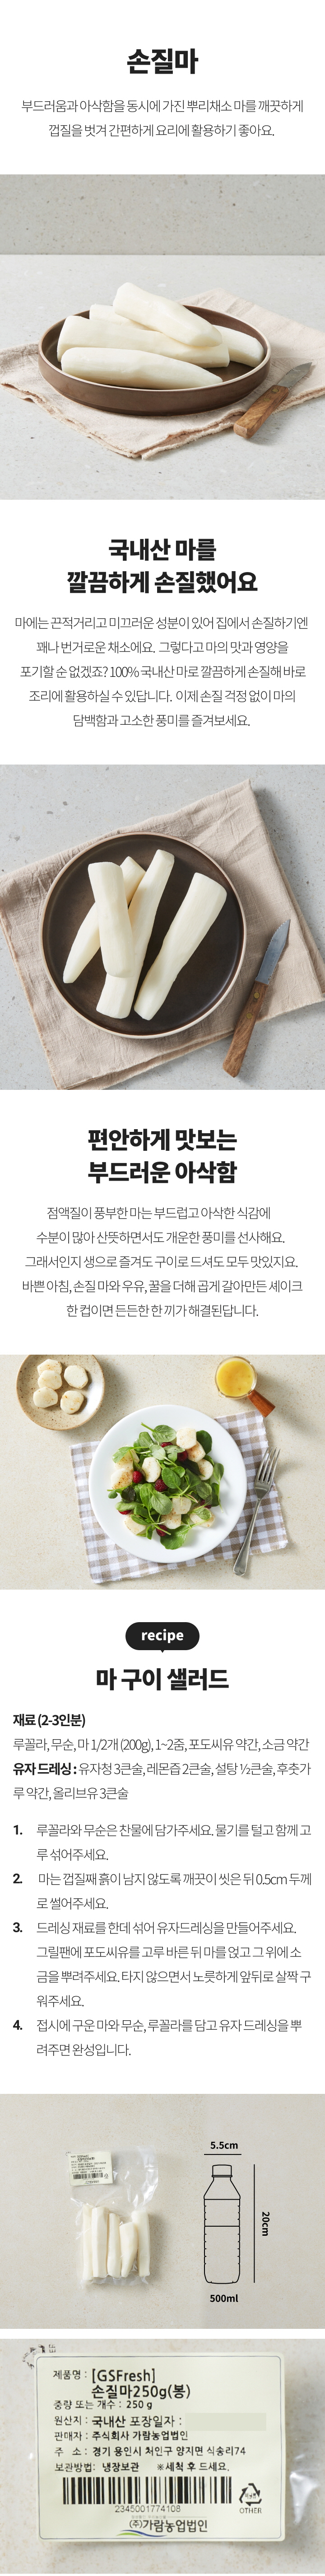 손질마
부드러움과 아삭함을 동시에 가진 뿌리채소 마를 깨끗하게
껍질을 벗겨 간편하게 요리에 활용하기 좋아요.
국내산 마를
깔끔하게 손질했어요
마에는 끈적거리고 미끄러운 성분이 있어 집에서 손질하기엔
꽤나 번거로운 채소에요. 그렇다고 마의 맛과 영양을
포기할 순 없겠죠? 100% 국내산 마로 깔끔하게 손질해 바로
조리에 활용하실 수 있답니다. 이제 손질 걱정 없이 마의
담백함과 고소한 풍미를 즐겨보세요.
편안하게 맛보는
부드러운 아삭함
점액질이 풍부한 마는 부드럽고 아삭한 식감에
수분이 많아 산뜻하면서도 개운한 풍미를 선사해요.
그래서인지 생으로 즐겨도 구이로 드셔도 모두 맛있지요.
바쁜 아침, 손질 마와 우유, 꿀을 더해 곱게 갈아만든 셰이크
한 컵이면 든든한 한 끼가 해결된답니다.
recipe
마 구이 샐러드
재료 (2-3인분)
루꼴라, 무순, 마 1/2개 (200g), 1~2줌, 포도씨유 약간, 소금 약간
유자 드레싱 : 유자청 3큰술, 레몬즙 2큰술, 설탕 ½큰술, 후춧가
루 약간, 올리브유 3큰술
1. 루꼴라와 무순은 찬물에 담가주세요. 물기를 털고 함께 고
루 섞어주세요.
2. 마는 껍질째 흙이 남지 않도록 깨끗이 씻은 뒤 0.5cm 두께
로 썰어주세요.
3. 드레싱 재료를 한데 섞어 유자드레싱을 만들어주세요.
그릴팬에 포도씨유를 고루 바른 뒤 마를 얹고 그 위에 소
금을 뿌려주세요. 타지 않으면서 노릇하게 앞뒤로 살짝 구
워주세요.
4. 접시에 구운 마와 무순, 루꼴라를 담고 유자 드레싱을 뿌
려주면 완성입니다.
5.5cm
20cm
500ml
제품명 : [GSFresh]
손질마250g(봉)
중량 또는 개수 : 250 g
원산지 : 국내산 포장일자 :
판매자 : 주식회사 가람농업법인
주 소 : 경기 용인시 처인구 양지면 식송리74
보관방법: 냉장보관 ※세척 후 드세요.
2345001774108
OTHER
(주)가람농업법인